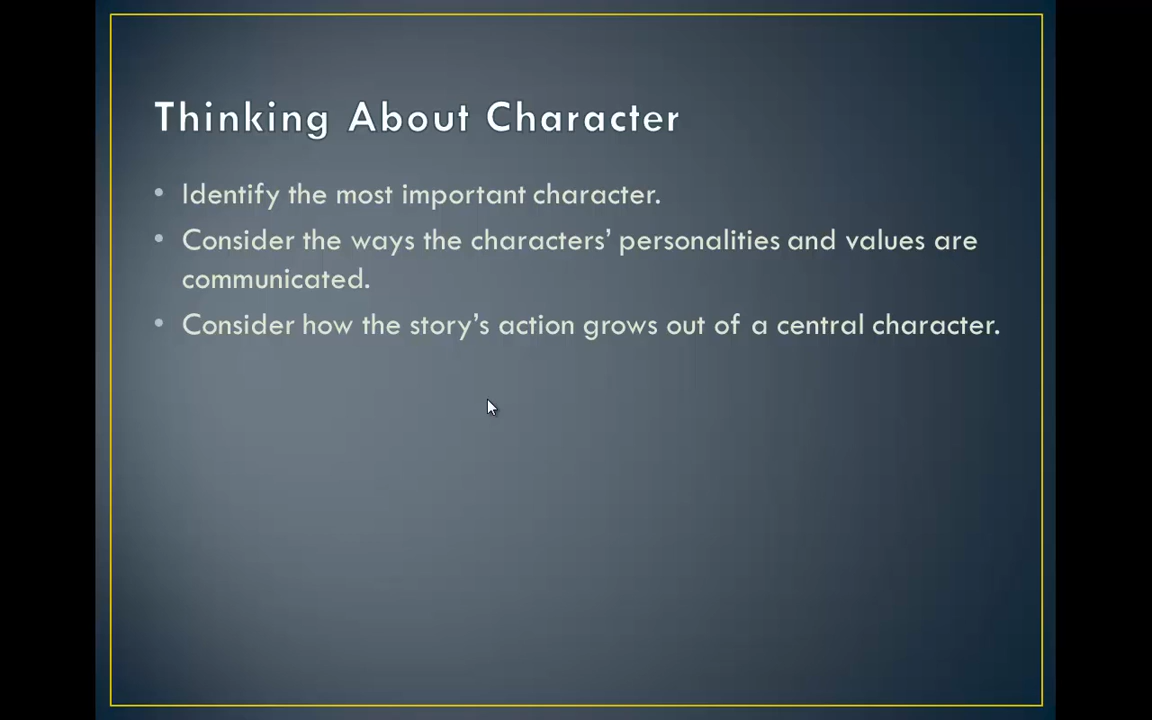 Thinking About Character
• Identify the most important character.
• Consider the ways the characters’ personalities and values are
communicated.
• Consider how the story’s action grows out of a central character.